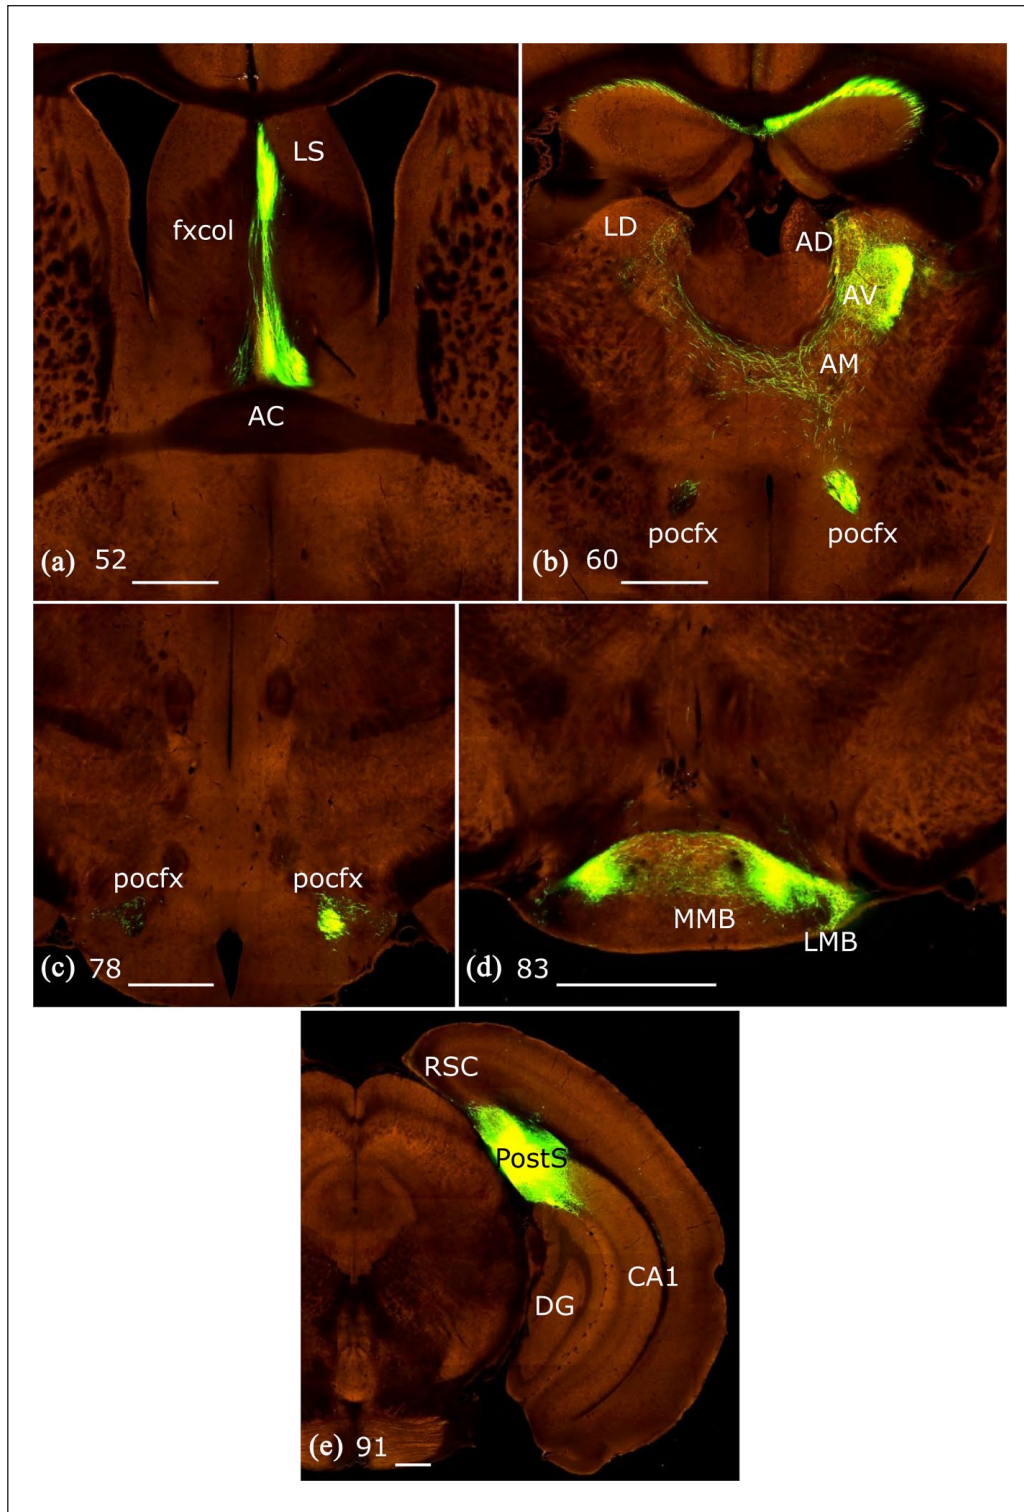 LS
fxcol
AC
(a) 52
LD
AD
AV
AM
pocfx pocfx
(b) 60
pocfx pocfx
(c) 78
MMB
LMB
(d) 83
RSC
PostS
CA1
DG
(e) 91